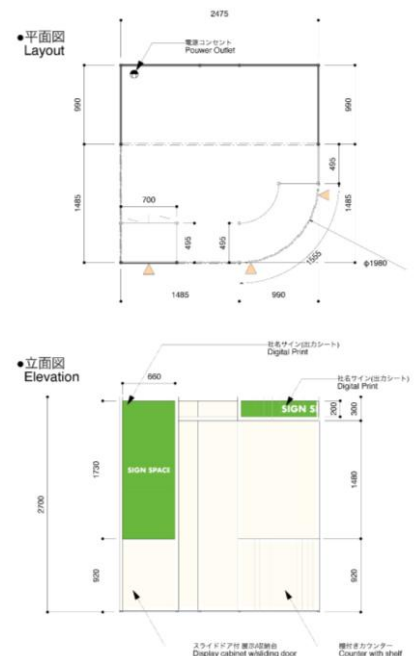 2475
●平面図
Layout
電源コンセント
Pouwer Outlet
990
990
495
1485
1485
700
495
495
1555
φ1980
1485
990
●立面図
Elevation
社名サイン(出力シート)
Digital Print
660
社名サイン(出力シート)
Digital Print
SIGN SI
200
300
SIGN SPACE
1730
1480
2700
920
920
スライドドア付 展示/収納台
Display cabinet w/sliding door
棚付きカウンター
Counter with shelf